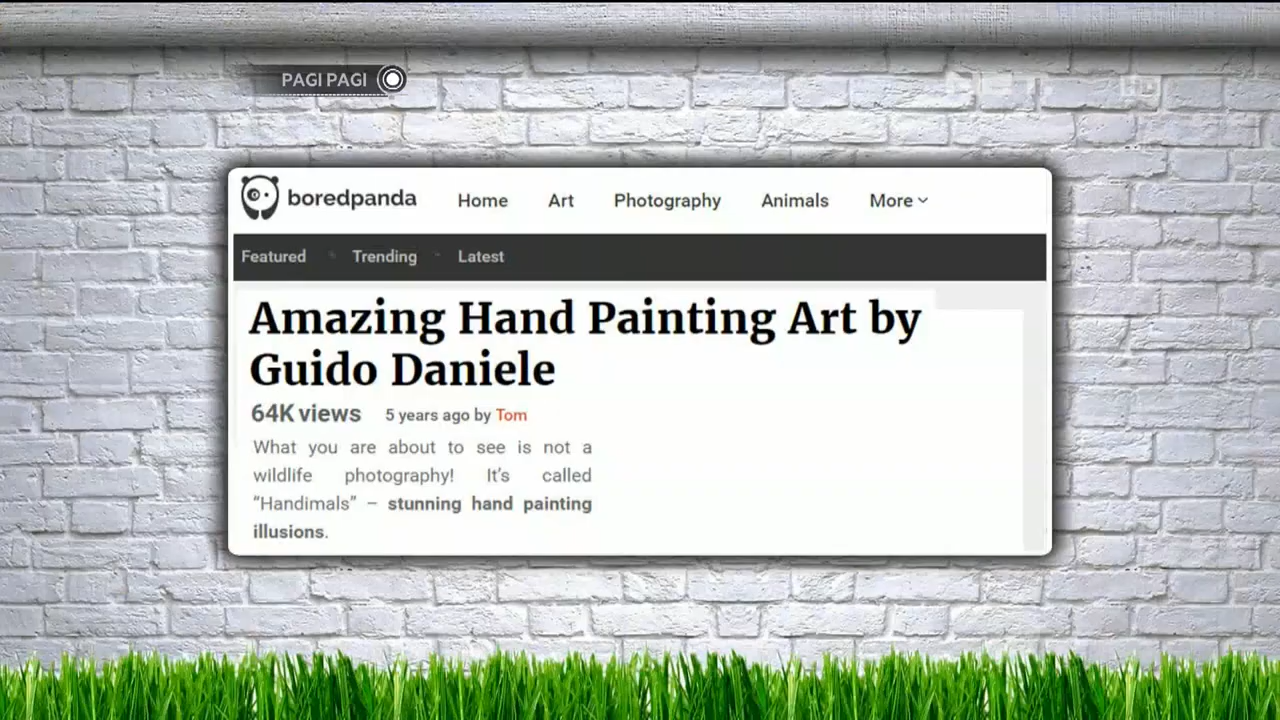 PAGI PAGI
boredpanda Home Art Photography Animals More
Featured Trending Latest
Amazing Hand Painting Art by
Guido Daniele
64K views 5 years ago by Tom
What you are about to see is not a
wildlife photography! It's called
“Handimals” – stunning hand painting
illusions.